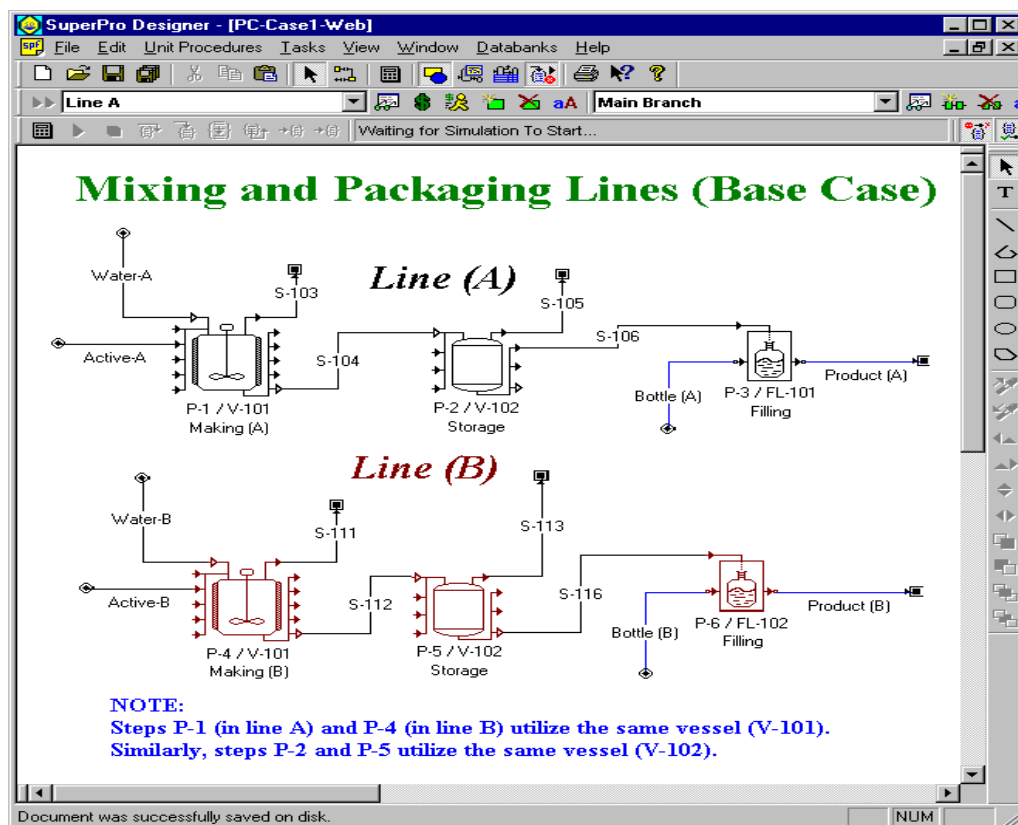 SuperPro Designer - [PC-Case1-Web]
File Edit Unit Procedures Tasks View Window Databanks Help
Line A
aA
Main Branch
Waiting for Simulation To Start...
T
Mixing and Packaging Lines (Base Case)
Line (A)
Water-A
S-103
S-105
Active-A
S-104
S-106
Bottle (A)
Product (A)
P-1 / V-101
Making (A)
P-2 / V-102
Storage
P-3 / FL-101
Filling
Line (B)
Water-B
S-111
S-113
Active-B
S-112
S-116
Bottle (B)
Product (B)
P-4 / V-101
Making (B)
P-5 / V-102
Storage
P-6 / FL-102
Filling
NOTE:
Steps P-1 (in line A) and P-4 (in line B) utilize the same vessel (V-101).
Similarly, steps P-2 and P-5 utilize the same vessel (V-102).
Document was successfully saved on disk.
NUM